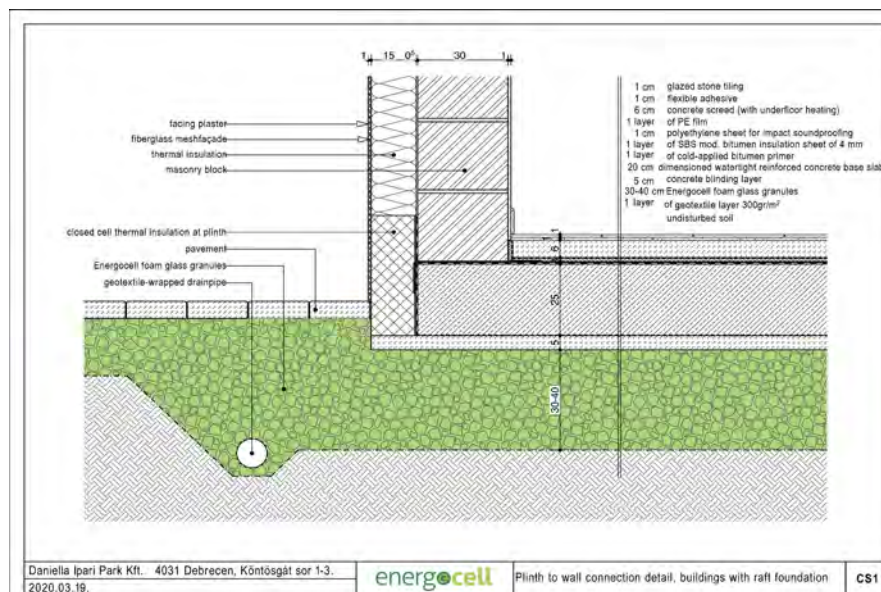 1 15 0⁵ 30 1
facing plaster
fiberglass meshfaçade
thermal insulation
masonry block
closed cell thermal insulation at plinth
pavement
Energocell foam glass granules
geotextile-wrapped drainpipe
1 cm glazed stone tiling
1 cm flexible adhesive
6 cm concrete screed (with underfloor heating)
1 layer of PE film
1 cm polyethylene sheet for impact soundproofing
1 layer of SBS mod. bitumen insulation sheet of 4 mm
1 layer of cold-applied bitumen primer
20 cm dimensioned watertight reinforced concrete base slab
5 cm concrete blinding layer
30-40 cm Energocell foam glass granules
1 layer of geotextile layer 300gr/m²
undisturbed soil
1
1
6
25
5
30-40
Daniella Ipari Park Kft. 4031 Debrecen, Köntösgát sor 1-3.
2020.03.19.
energocell
Plinth to wall connection detail, buildings with raft foundation
CS1